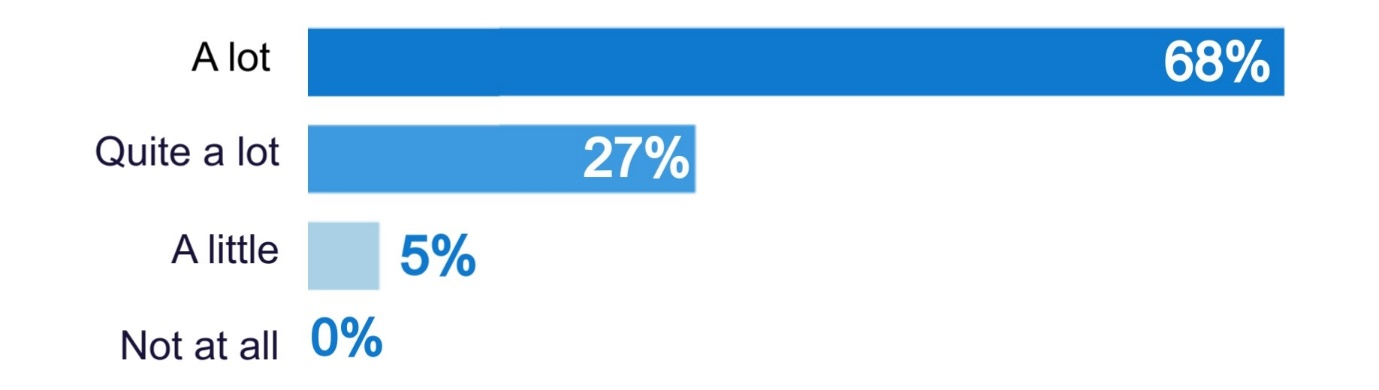 A lot 68%
Quite a lot 27%
A little 5%
Not at all 0%